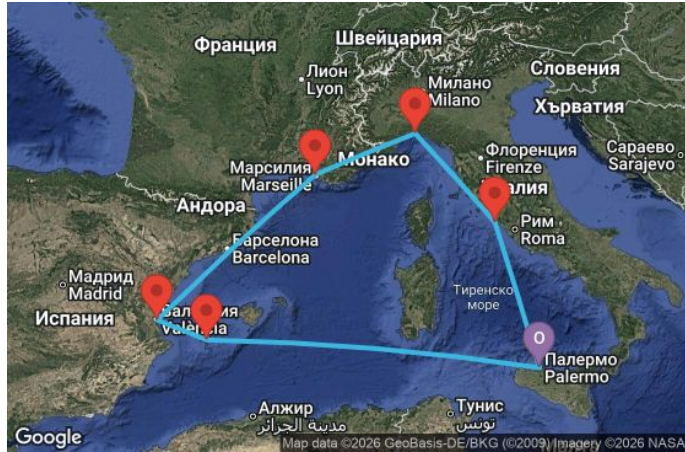 Франция
Швейцария
Лион
Lyon
Милано
Milano
Словения
Хърватия
Марсилия
Marseille
Монако
Флоренция
Firenze
Сараево
Sarajevo
Андора
Рим
Roma
Барселона
Barcelona
Мадрид
Madrid
Испания
València
Тиренско
море
Палермо
Palermo
Алжир
مدينة الجزائر
Тунис
تونس
Google
Map data ©2026 GeoBasis-DE/BKG (©2009) Imagery ©2026 NASA